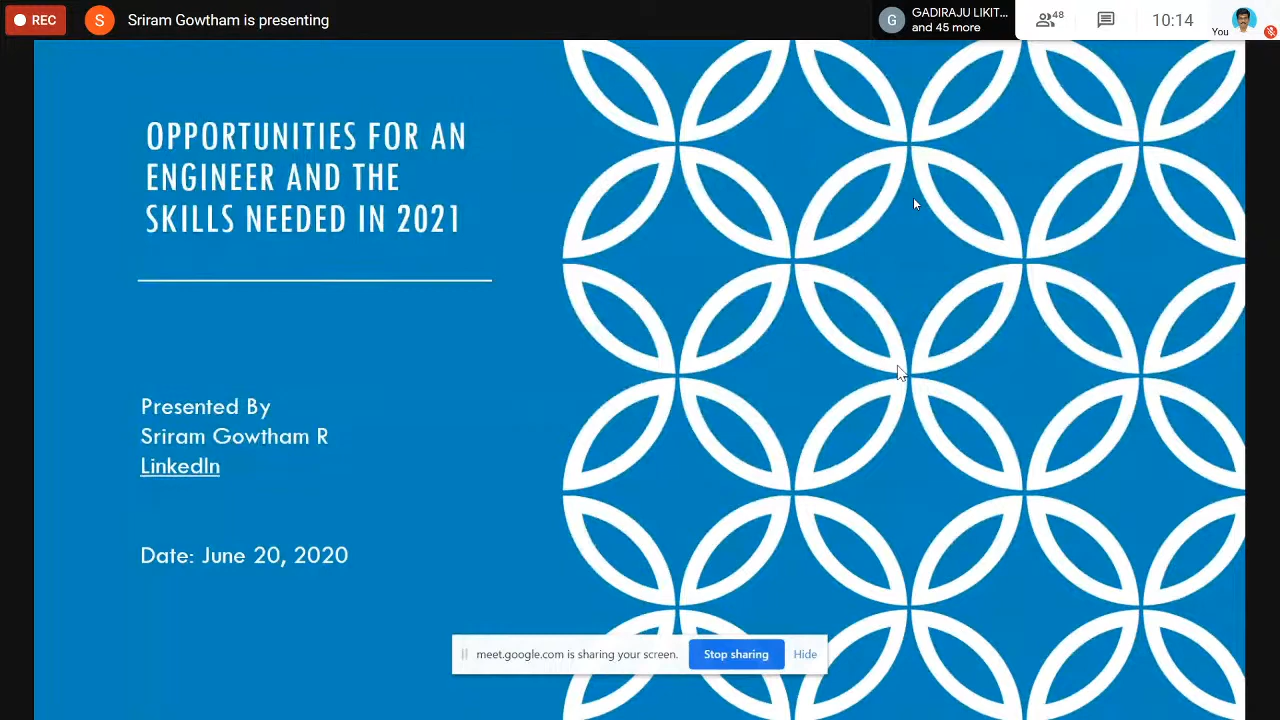 REC
S
Sriram Gowtham is presenting
G
GADIRAJU LIKIT...
and 45 more
48
10:14
You
OPPORTUNITIES FOR AN
ENGINEER AND THE
SKILLS NEEDED IN 2021
Presented By
Sriram Gowtham R
LinkedIn
Date: June 20, 2020
meet.google.com is sharing your screen.
Stop sharing
Hide